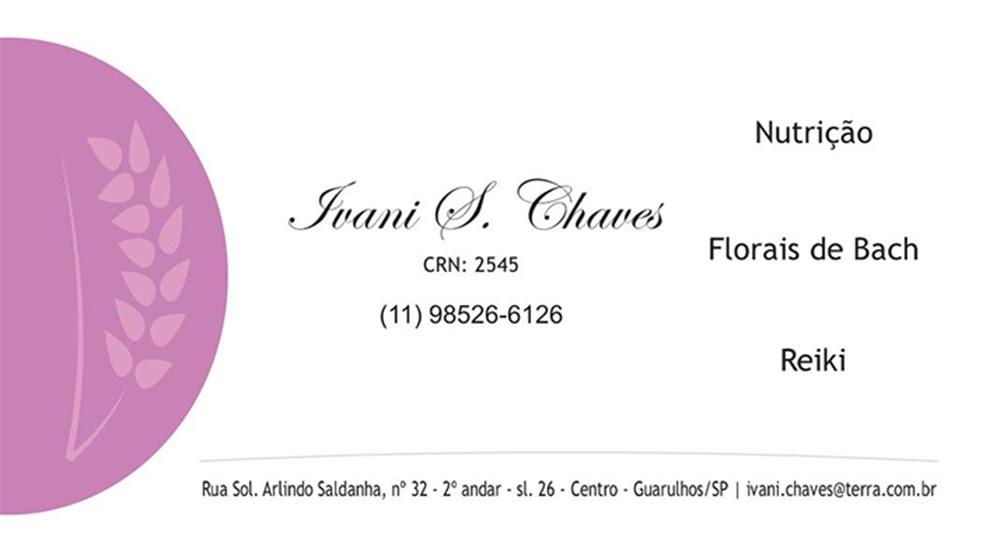 Nutrição
Ivani S. Chaves
Florais de Bach
CRN: 2545
(11) 98526-6126
Reiki
Rua Sol. Arlindo Saldanha, nº 32 - 2º andar - sl. 26 - Centro - Guarulhos/SP | ivani.chaves@terra.com.br